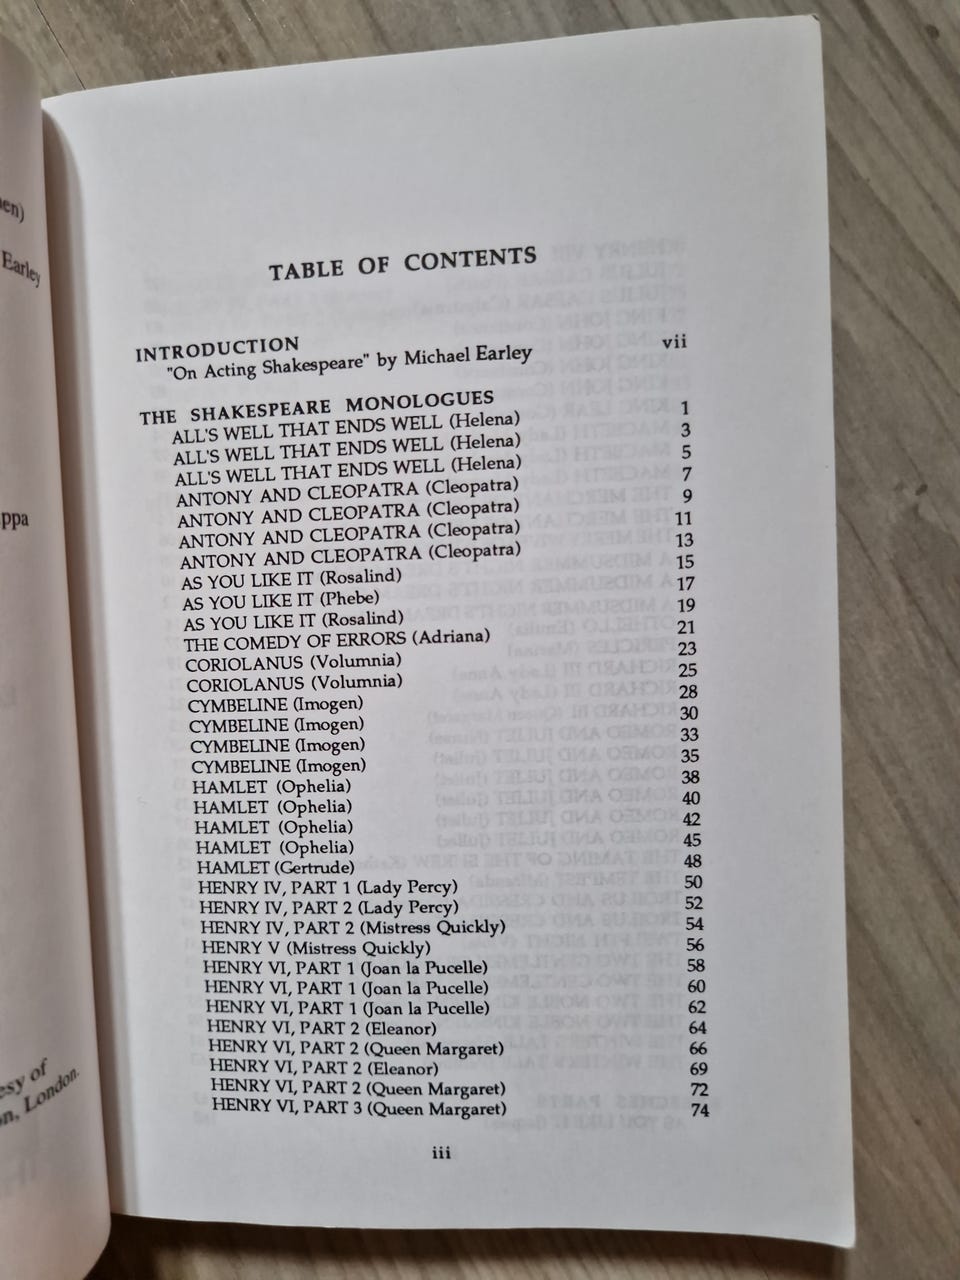 Earley
esy of
London.
TABLE OF CONTENTS
INTRODUCTION
"On Acting Shakespeare" by Michael Earley vii
THE SHAKESPEARE MONOLOGUES
ALL'S WELL THAT ENDS WELL (Helena) 1
ALL'S WELL THAT ENDS WELL (Helena) 3
ALL'S WELL THAT ENDS WELL (Helena) 5
ANTONY AND CLEOPATRA (Cleopatra) 7
ANTONY AND CLEOPATRA (Cleopatra) 9
ANTONY AND CLEOPATRA (Cleopatra) 11
ANTONY AND CLEOPATRA (Cleopatra) 13
AS YOU LIKE IT (Rosalind) 15
AS YOU LIKE IT (Phebe) 17
AS YOU LIKE IT (Rosalind) 19
THE COMEDY OF ERRORS (Adriana) 21
CORIOLANUS (Volumnia) 23
CORIOLANUS (Volumnia) 25
CYMBELINE (Imogen) 28
CYMBELINE (Imogen) 30
CYMBELINE (Imogen) 33
CYMBELINE (Imogen) 35
HAMLET (Ophelia) 38
HAMLET (Ophelia) 40
HAMLET (Ophelia) 42
HAMLET (Ophelia) 45
HAMLET (Gertrude) 48
HENRY IV, PART 1 (Lady Percy) 50
HENRY IV, PART 2 (Lady Percy) 52
HENRY IV, PART 2 (Mistress Quickly) 54
HENRY V (Mistress Quickly) 56
HENRY VI, PART 1 (Joan la Pucelle) 58
HENRY VI, PART 1 (Joan la Pucelle) 60
HENRY VI, PART 1 (Joan la Pucelle) 62
HENRY VI, PART 2 (Eleanor) 64
HENRY VI, PART 2 (Queen Margaret) 66
HENRY VI, PART 2 (Eleanor) 69
HENRY VI, PART 2 (Queen Margaret) 72
HENRY VI, PART 3 (Queen Margaret) 74
iii